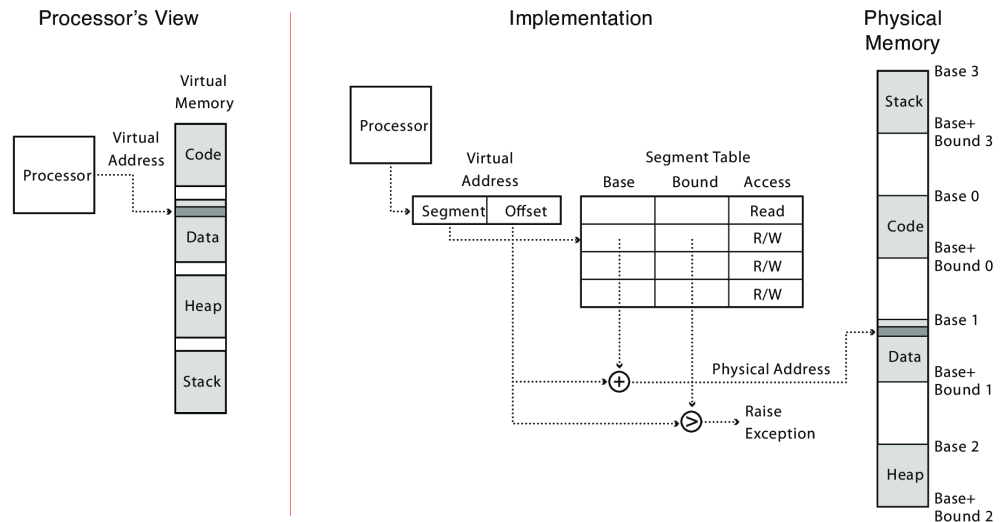 Processor's View
Virtual
Memory
Processor
Virtual
Address
Code
Data
Heap
Stack
Implementation
Processor
Virtual
Address
Segment
Offset
Segment Table
Base
Bound
Access
Read
R/W
R/W
R/W
+
>
Physical Address
Raise
Exception
Physical
Memory
Base 3
Stack
Base+
Bound 3
Base 0
Code
Base+
Bound 0
Base 1
Data
Base+
Bound 1
Base 2
Heap
Base+
Bound 2